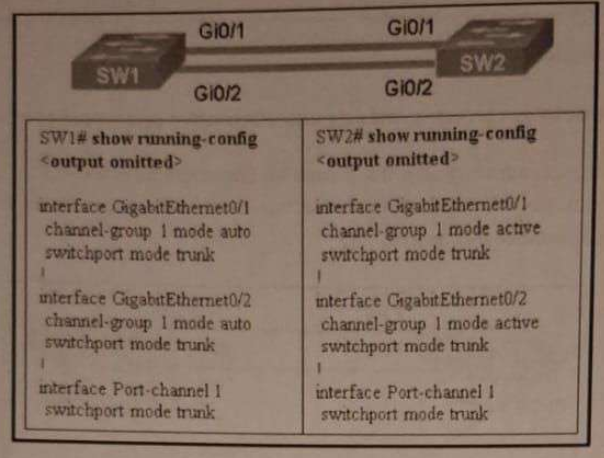 Gi0/1
Gi0/1
SW1
SW2
Gi0/2
Gi0/2
SW1# show running-config
<output omitted>
interface GigabitEthernet0/1
channel-group 1 mode auto
switchport mode trunk
!
interface GigabitEthernet0/2
channel-group 1 mode auto
switchport mode trunk
!
interface Port-channel 1
switchport mode trunk
SW2# show running-config
<output omitted>
interface GigabitEthernet0/1
channel-group 1 mode active
switchport mode trunk
!
interface GigabitEthernet0/2
channel-group 1 mode active
switchport mode trunk
!
interface Port-channel 1
switchport mode trunk